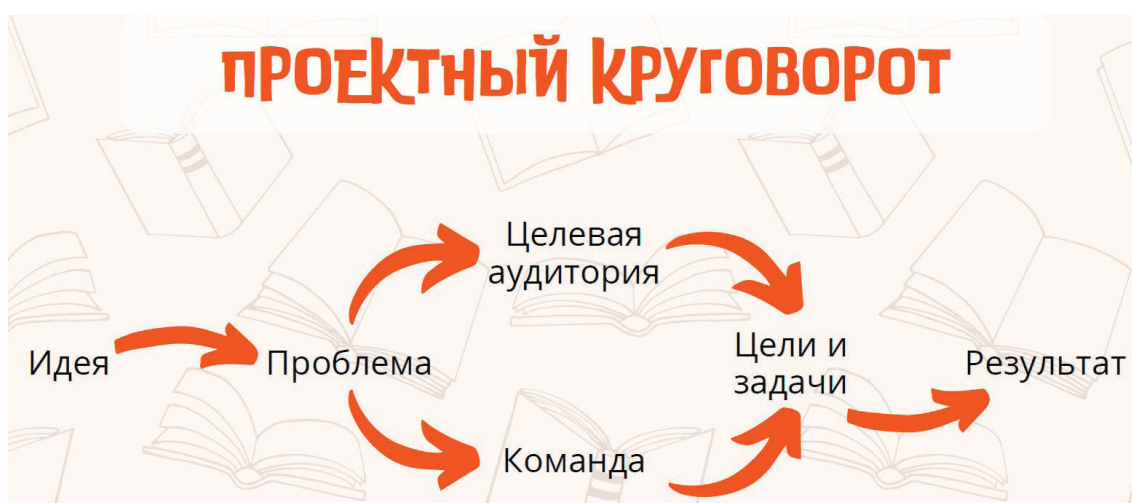 ПРОЕКТНЫЙ КРУГОВОРОТ
Целевая
аудитория
Идея
Проблема
Цели и
задачи
Результат
Команда